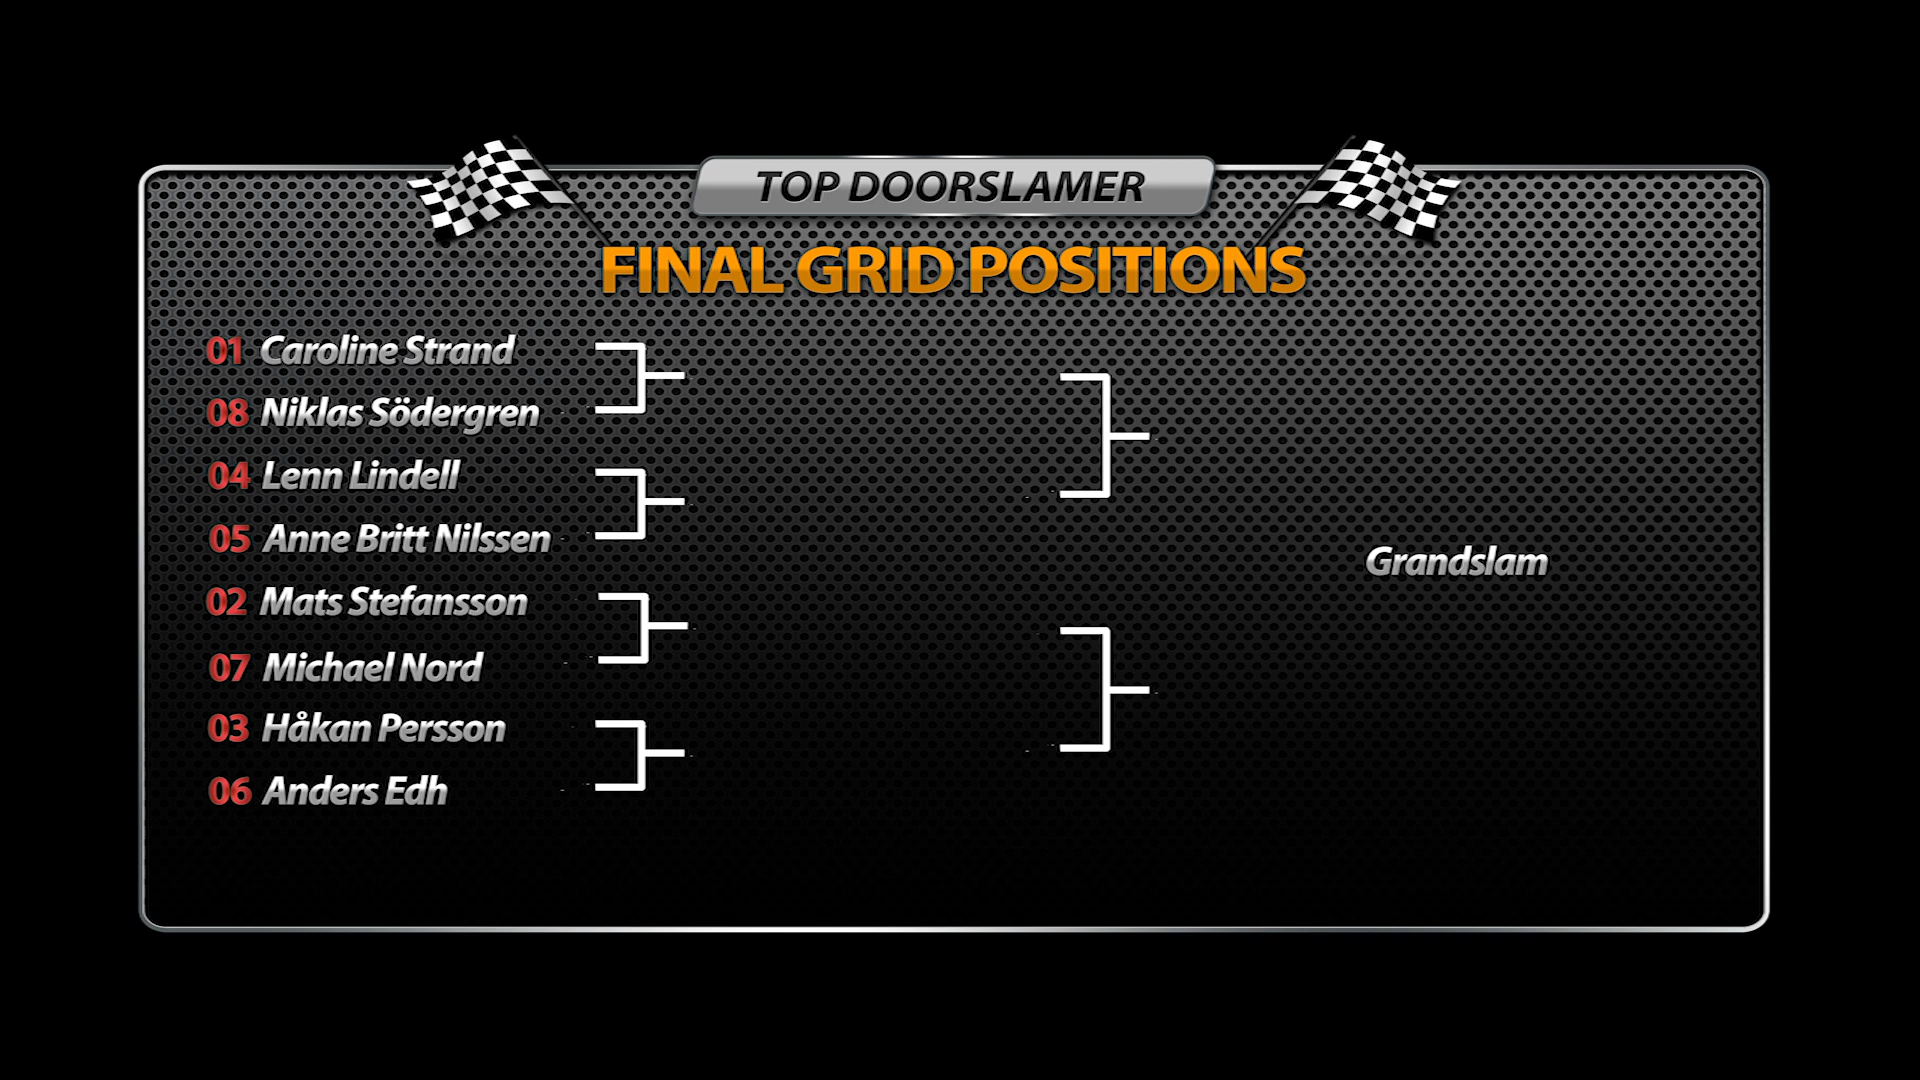 TOP DOORSLAMER
FINAL GRID POSITIONS
01 Caroline Strand
08 Niklas Södergren
04 Lenn Lindell
05 Anne Britt Nilssen
Grandslam
02 Mats Stefansson
07 Michael Nord
03 Håkan Persson
06 Anders Edh